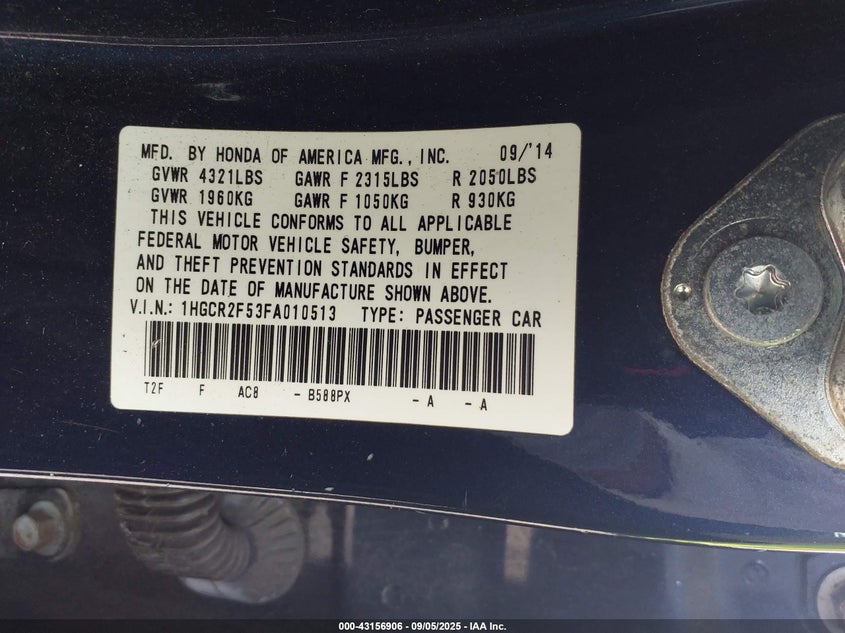 MFD. BY HONDA OF AMERICA MFG., INC. 09/'14
GVWR 4321LBS GAWR F 2315LBS R 2050LBS
GVWR 1960KG GAWR F 1050KG R 930KG
THIS VEHICLE CONFORMS TO ALL APPLICABLE
FEDERAL MOTOR VEHICLE SAFETY, BUMPER,
AND THEFT PREVENTION STANDARDS IN EFFECT
ON THE DATE OF MANUFACTURE SHOWN ABOVE.
V.I.N.: 1HGCR2F53FA010513 TYPE: PASSENGER CAR
T2F F AC8 - B588PX - A - A
000-43156906 - 09/05/2025 - IAA Inc.